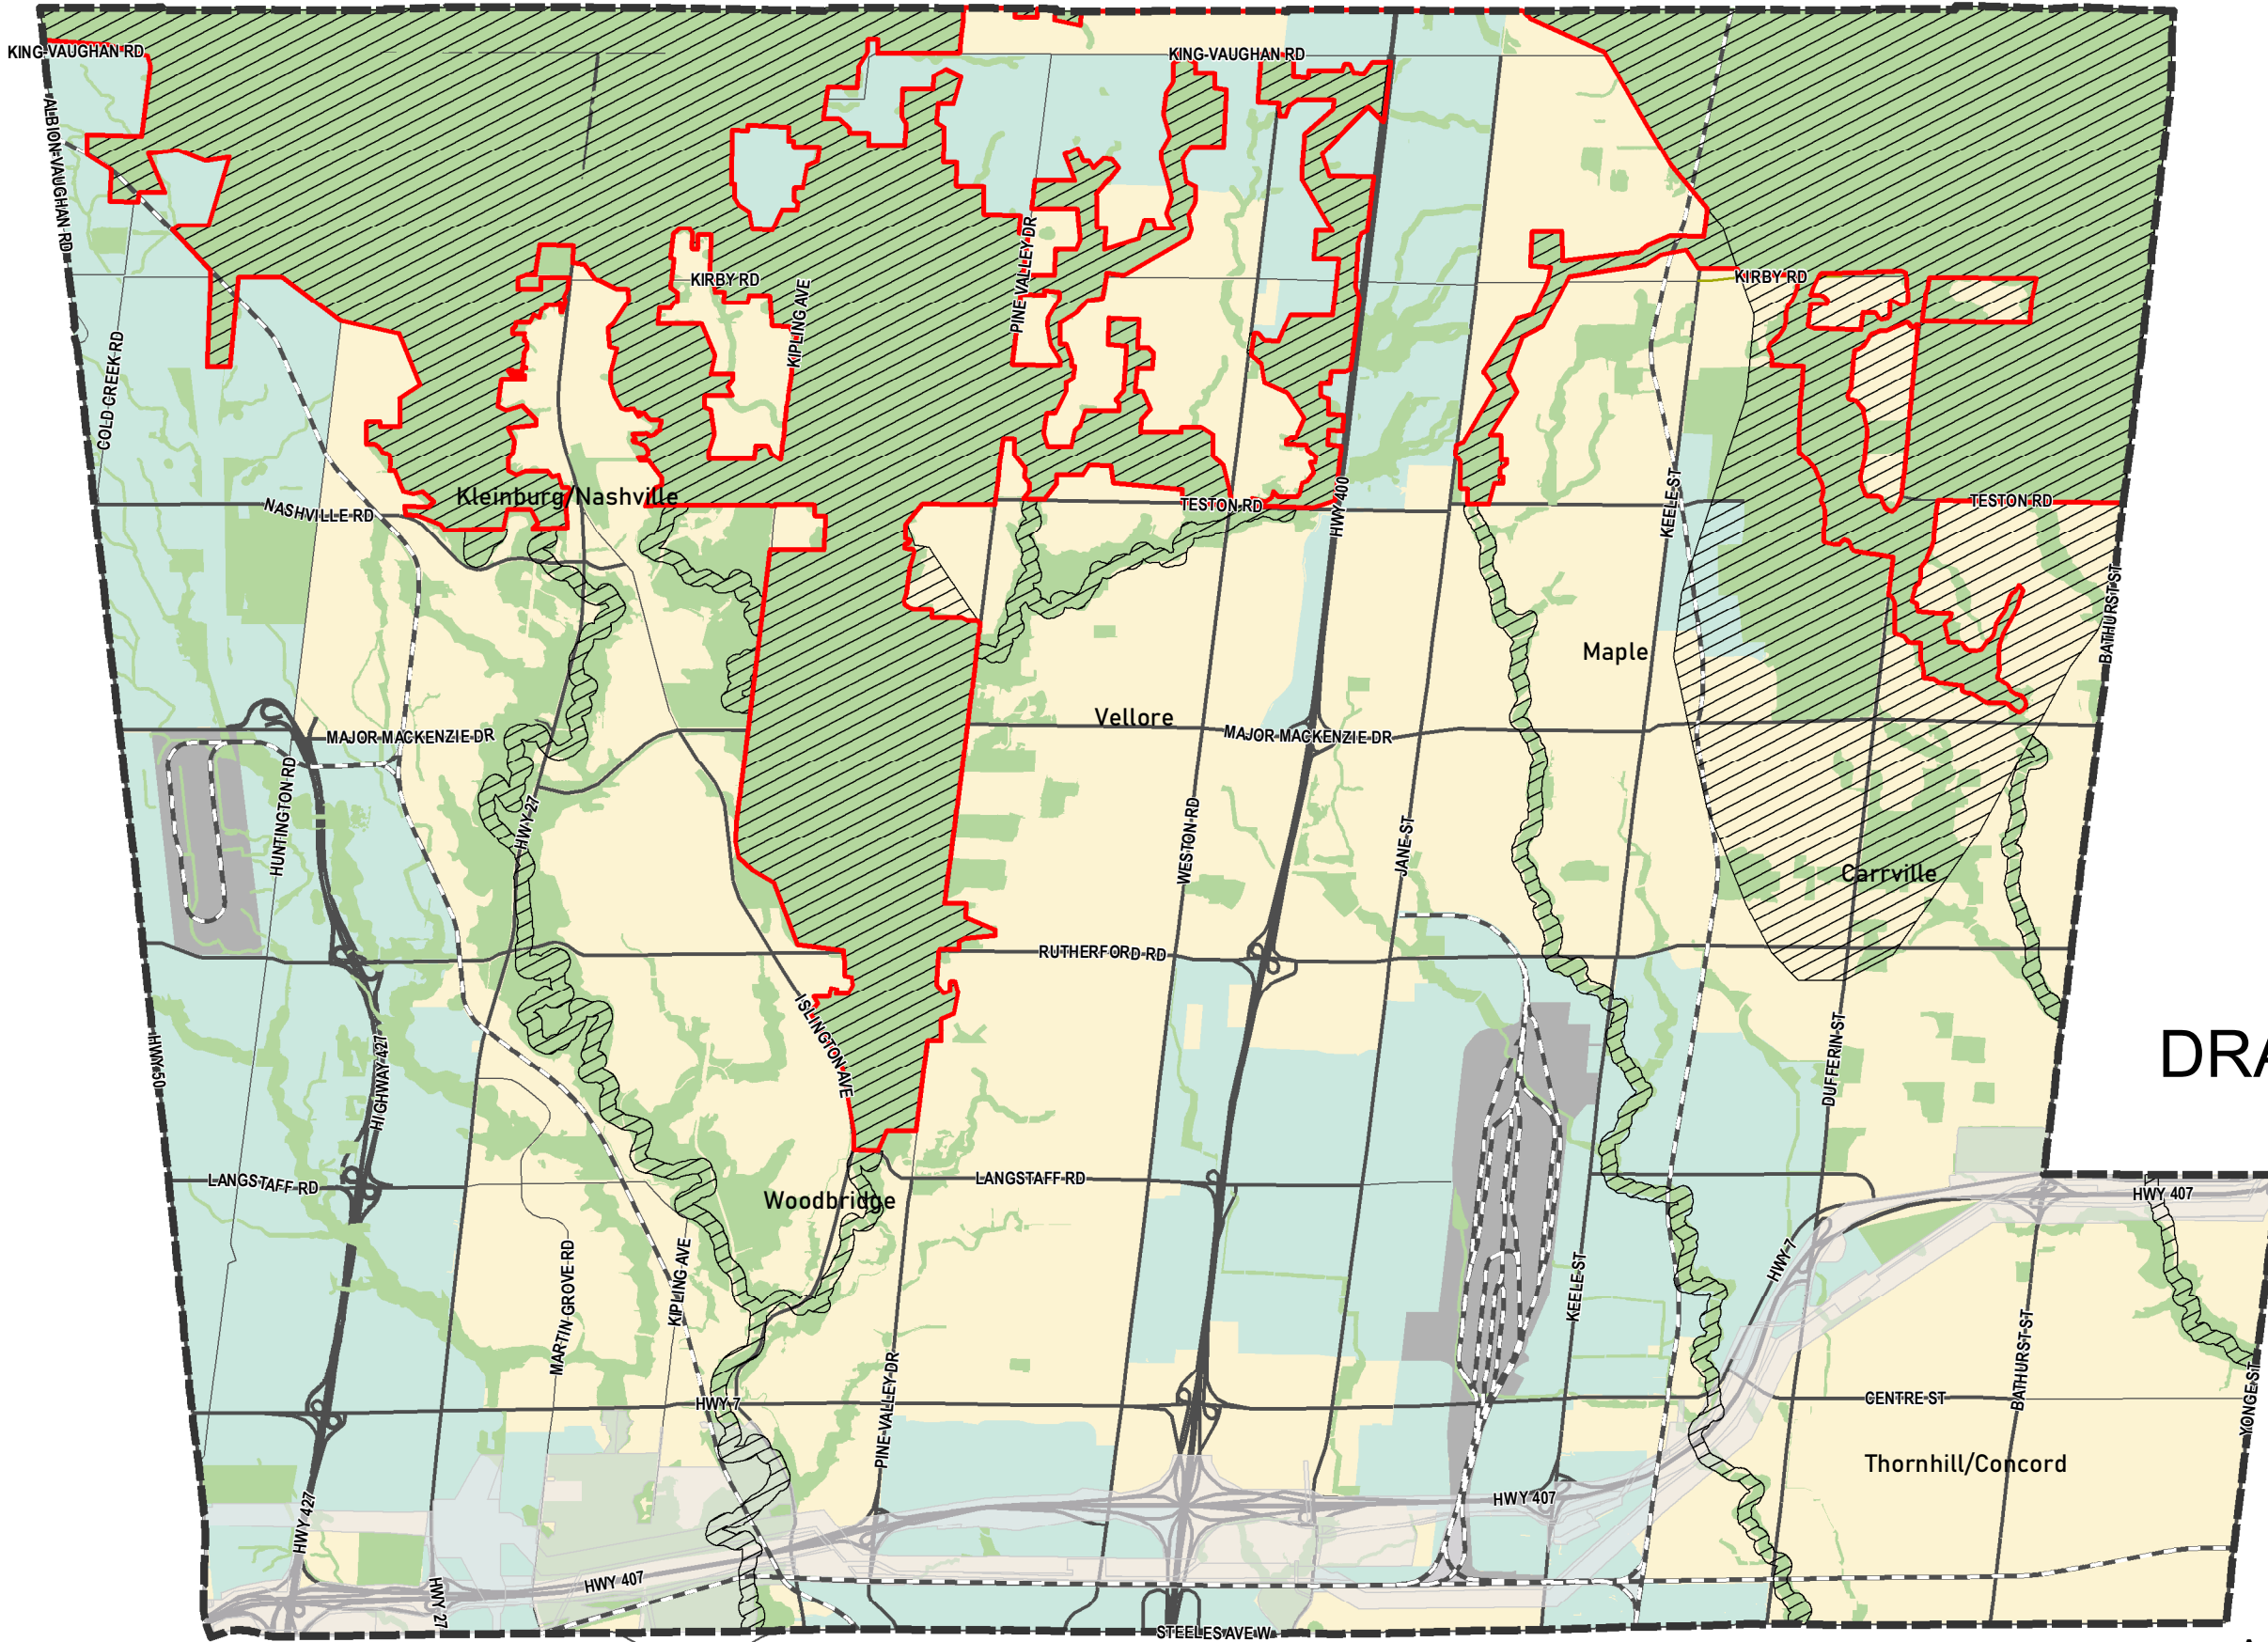 KING-VAUGHAN RD
KING-VAUGHAN RD
ALBION-VAUGHAN RD
PINE VALLEY DR
KIRBY RD
KIRBY RD
KIPLING AVE
COLD CREEK RD
Kleinburg/Nashville
NASHVILLE RD
TESTON RD
HWY 400
KEELE ST
TESTON RD
BATHURST ST
Maple
Vellore
MAJOR MACKENZIE DR
MAJOR MACKENZIE DR
HUNTINGTON RD
HWY 27
WESTON RD
JANE ST
Carrville
RUTHERFORD RD
ISLINGTON AVE
HWY 50
HIGHWAY 427
DUFFERIN ST
DRA
LANGSTAFF RD
LANGSTAFF RD
Woodbridge
HWY 407
MARTIN GROVE RD
KIPLING AVE
KEELE ST
HWY 7
HWY 7
PINE VALLEY DR
CENTRE ST
BATHURST ST
YONGE ST
Thornhill/Concord
HWY 427
HWY 407
HWY 407
HWY 27
STEELES AVE W